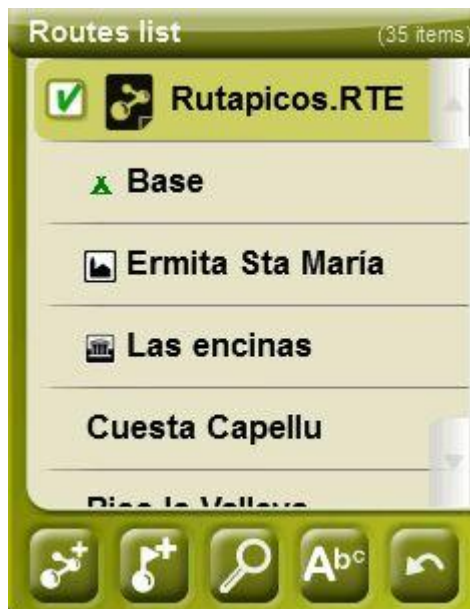 Routes list (35 items)
Rutapicos.RTE
Base
Ermita Sta María
Las encinas
Cuesta Capellu
Abc